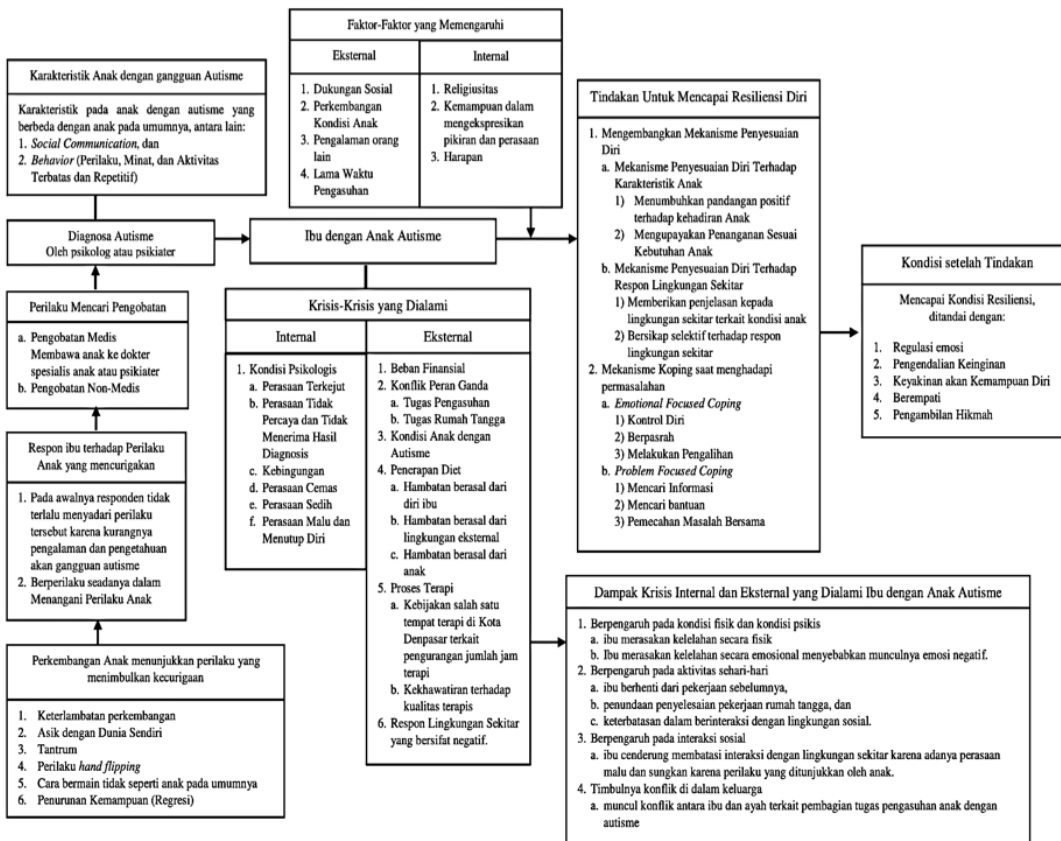 Faktor-Faktor yang Memengaruhi
Eksternal
1. Dukungan Sosial
2. Perkembangan
Kondisi Anak
3. Pengalaman orang
lain
4. Lama Waktu
Pengasuhan
Internal
1. Religiusitas
2. Kemampuan dalam
mengekspresikan
pikiran dan perasaan
3. Harapan
Karakteristik Anak dengan gangguan Autisme
Karakteristik pada anak dengan autisme yang
berbeda dengan anak pada umumnya, antara lain:
1. Social Communication, dan
2. Behavior (Perilaku, Minat, dan Aktivitas
Terbatas dan Repetitif)
Diagnosa Autisme
Oleh psikolog atau psikiater
Ibu dengan Anak Autisme
Perilaku Mencari Pengobatan
a. Pengobatan Medis
Membawa anak ke dokter
spesialis anak atau psikiater
b. Pengobatan Non-Medis
Respon ibu terhadap Perilaku
Anak yang mencurigakan
1. Pada awalnya responden tidak
terlalu menyadari perilaku
tersebut karena kurangnya
pengalaman dan pengetahuan
akan gangguan autisme
2. Berperilaku seadanya dalam
Menangani Perilaku Anak
Perkembangan Anak menunjukkan perilaku yang
menimbulkan kecurigaan
1. Keterlambatan perkembangan
2. Asik dengan Dunia Sendiri
3. Tantrum
4. Perilaku hand flipping
5. Cara bermain tidak seperti anak pada umumnya
6. Penurunan Kemampuan (Regresi)
Krisis-Krisis yang Dialami
Internal
1. Kondisi Psikologis
a. Perasaan Terkejut
b. Perasaan Tidak
Percaya dan Tidak
Menerima Hasil
Diagnosis
c. Kebingungan
d. Perasaan Cemas
e. Perasaan Sedih
f. Perasaan Malu dan
Menutup Diri
Eksternal
1. Beban Finansial
2. Konflik Peran Ganda
a. Tugas Pengasuhan
b. Tugas Rumah Tangga
3. Kondisi Anak dengan
Autisme
4. Penerapan Diet
a. Hambatan berasal dari
diri ibu
b. Hambatan berasal dari
lingkungan eksternal
c. Hambatan berasal dari
anak
5. Proses Terapi
a. Kebijakan salah satu
tempat terapi di Kota
Denpasar terkait
pengurangan jumlah jam
terapi
b. Kekhawatiran terhadap
kualitas terapis
6. Respon Lingkungan Sekitar
yang bersifat negatif.
Tindakan Untuk Mencapai Resiliensi Diri
1. Mengembangkan Mekanisme Penyesuaian
Diri
a. Mekanisme Penyesuaian Diri Terhadap
Karakteristik Anak
1) Menumbuhkan pandangan positif
terhadap kehadiran Anak
2) Mengupayakan Penanganan Sesuai
Kebutuhan Anak
b. Mekanisme Penyesuaian Diri Terhadap
Respon Lingkungan Sekitar
1) Memberikan penjelasan kepada
lingkungan sekitar terkait kondisi anak
2) Bersikap selektif terhadap respon
lingkungan sekitar
2. Mekanisme Koping saat menghadapi
permasalahan
a. Emotional Focused Coping
1) Kontrol Diri
2) Berpasrah
3) Melakukan Pengalihan
b. Problem Focused Coping
1) Mencari Informasi
2) Mencari bantuan
3) Pemecahan Masalah Bersama
Kondisi setelah Tindakan
Mencapai Kondisi Resiliensi,
ditandai dengan:
1. Regulasi emosi
2. Pengendalian Keinginan
3. Keyakinan akan Kemampuan Diri
4. Berempati
5. Pengambilan Hikmah
Dampak Krisis Internal dan Eksternal yang Dialami Ibu dengan Anak Autisme
1. Berpengaruh pada kondisi fisik dan kondisi psikis
a. ibu merasakan kelelahan secara fisik
b. Ibu merasakan kelelahan secara emosional menyebabkan munculnya emosi negatif.
2. Berpengaruh pada aktivitas sehari-hari
a. ibu berhenti dari pekerjaan sebelumnya,
b. penundaan penyelesaian pekerjaan rumah tangga, dan
c. keterbatasan dalam berinteraksi dengan lingkungan sosial.
3. Berpengaruh pada interaksi sosial
a. ibu cenderung membatasi interaksi dengan lingkungan sekitar karena adanya perasaan
malu dan sungkan karena perilaku yang ditunjukkan oleh anak.
4. Timbulnya konflik di dalam keluarga
a. muncul konflik antara ibu dan ayah terkait pembagian tugas pengasuhan anak dengan
autisme